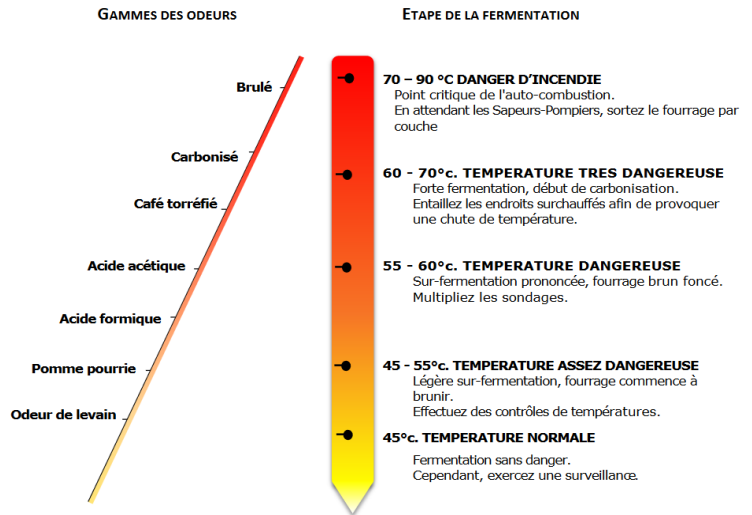 GAMMES DES ODEURS
Brulé
Carbonisé
Café torréfié
Acide acétique
Acide formique
Pomme pourrie
Odeur de levain
ETAPE DE LA FERMENTATION
70 – 90 °C DANGER D'INCENDIE
Point critique de l'auto-combustion.
En attendant les Sapeurs-Pompiers, sortez le fourrage par
couche
60 - 70°c. TEMPERATURE TRES DANGEREUSE
Forte fermentation, début de carbonisation.
Entaillez les endroits surchauffés afin de provoquer
une chute de température.
55 - 60°c. TEMPERATURE DANGEREUSE
Sur-fermentation prononcée, fourrage brun foncé.
Multipliez les sondages.
45 - 55°c. TEMPERATURE ASSEZ DANGEREUSE
Légère sur-fermentation, fourrage commence à
brunir.
Effectuez des contrôles de températures.
45°c. TEMPERATURE NORMALE
Fermentation sans danger.
Cependant, exercez une surveillance.